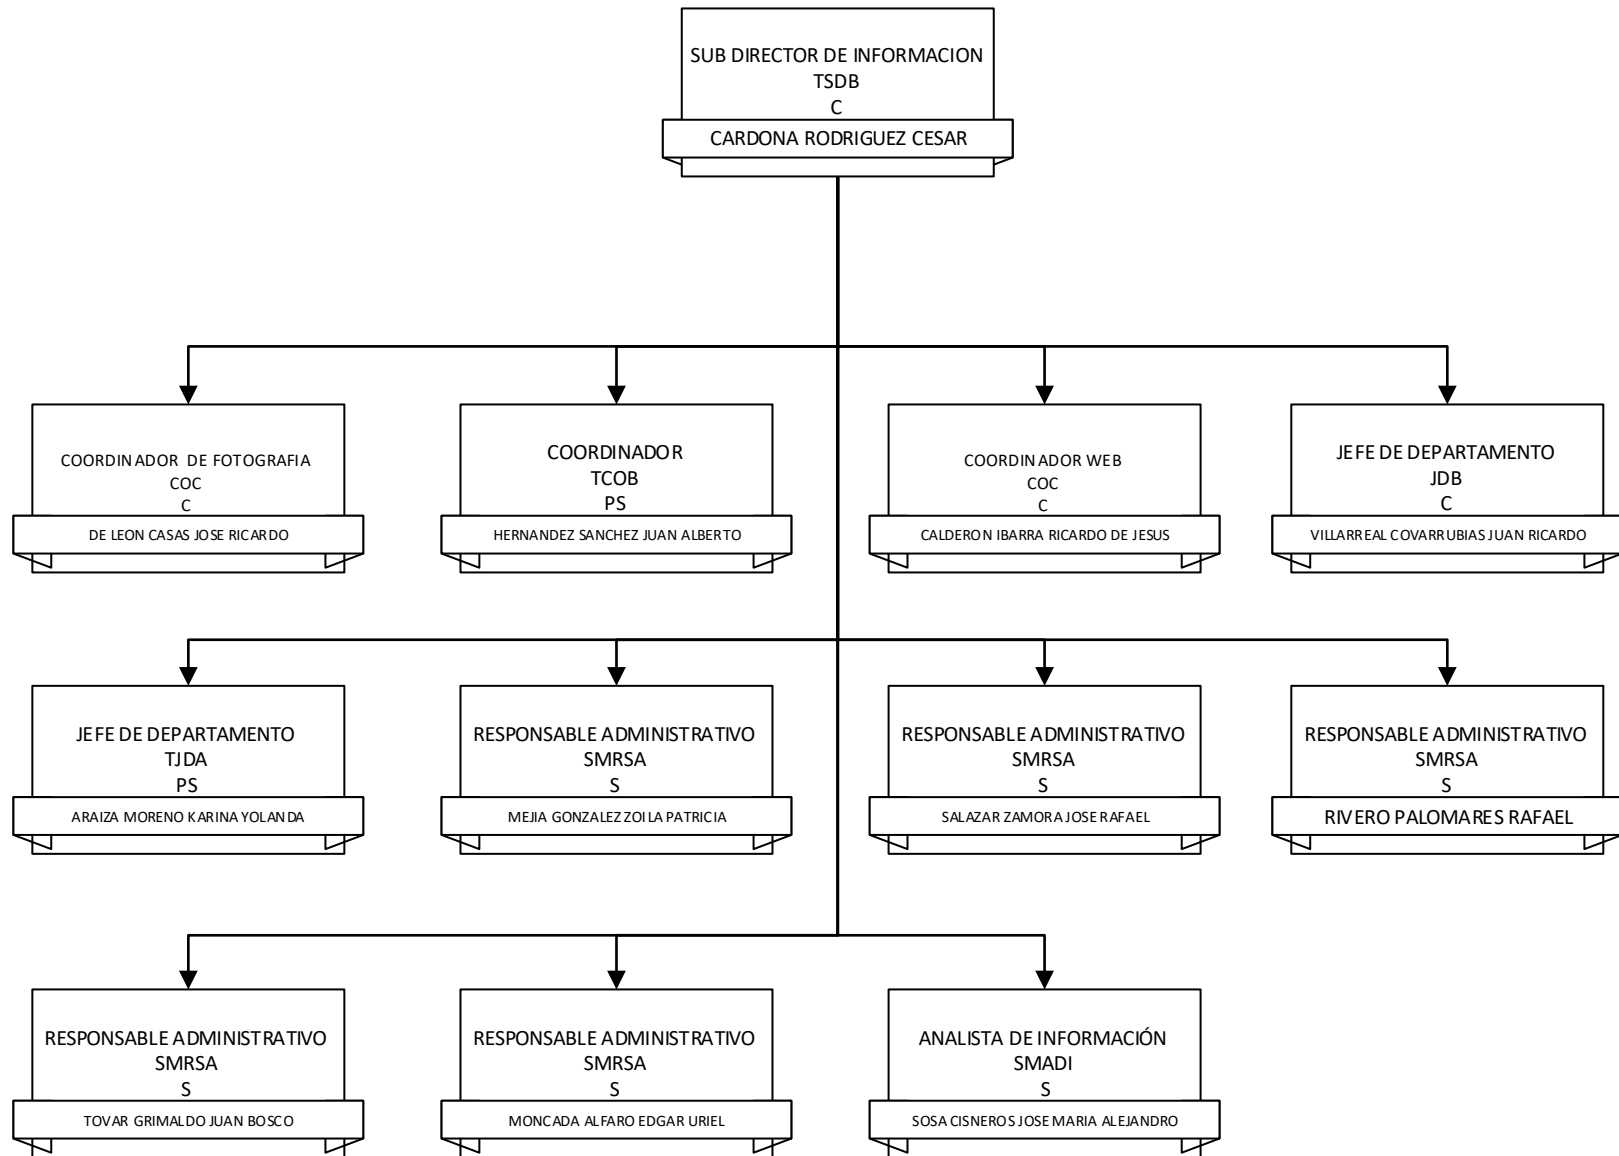 SUB DIRECTOR DE INFORMACION
TSDB
C
CARDONA RODRIGUEZ CESAR
COORDINADOR DE FOTOGRAFIA
COC
C
DE LEON CASAS JOSE RICARDO
COORDINADOR
TCOB
PS
HERNANDEZ SANCHEZ JUAN ALBERTO
COORDINADOR WEB
COC
C
CALDERON IBARRA RICARDO DE JESUS
JEFE DE DEPARTAMENTO
JDB
C
VILLARREAL COVARRUBIAS JUAN RICARDO
JEFE DE DEPARTAMENTO
TJDA
PS
ARAIZA MORENO KARINA YOLANDA
RESPONSABLE ADMINISTRATIVO
SMRSA
S
MEJIA GONZALEZ ZOILA PATRICIA
RESPONSABLE ADMINISTRATIVO
SMRSA
S
SALAZAR ZAMORA JOSE RAFAEL
RESPONSABLE ADMINISTRATIVO
SMRSA
S
RIVERO PALOMARES RAFAEL
RESPONSABLE ADMINISTRATIVO
SMRSA
S
TOVAR GRIMALDO JUAN BOSCO
RESPONSABLE ADMINISTRATIVO
SMRSA
S
MONCADA ALFARO EDGAR URIEL
ANALISTA DE INFORMACIÓN
SMADI
S
SOSA CISNEROS JOSE MARIA ALEJANDRO